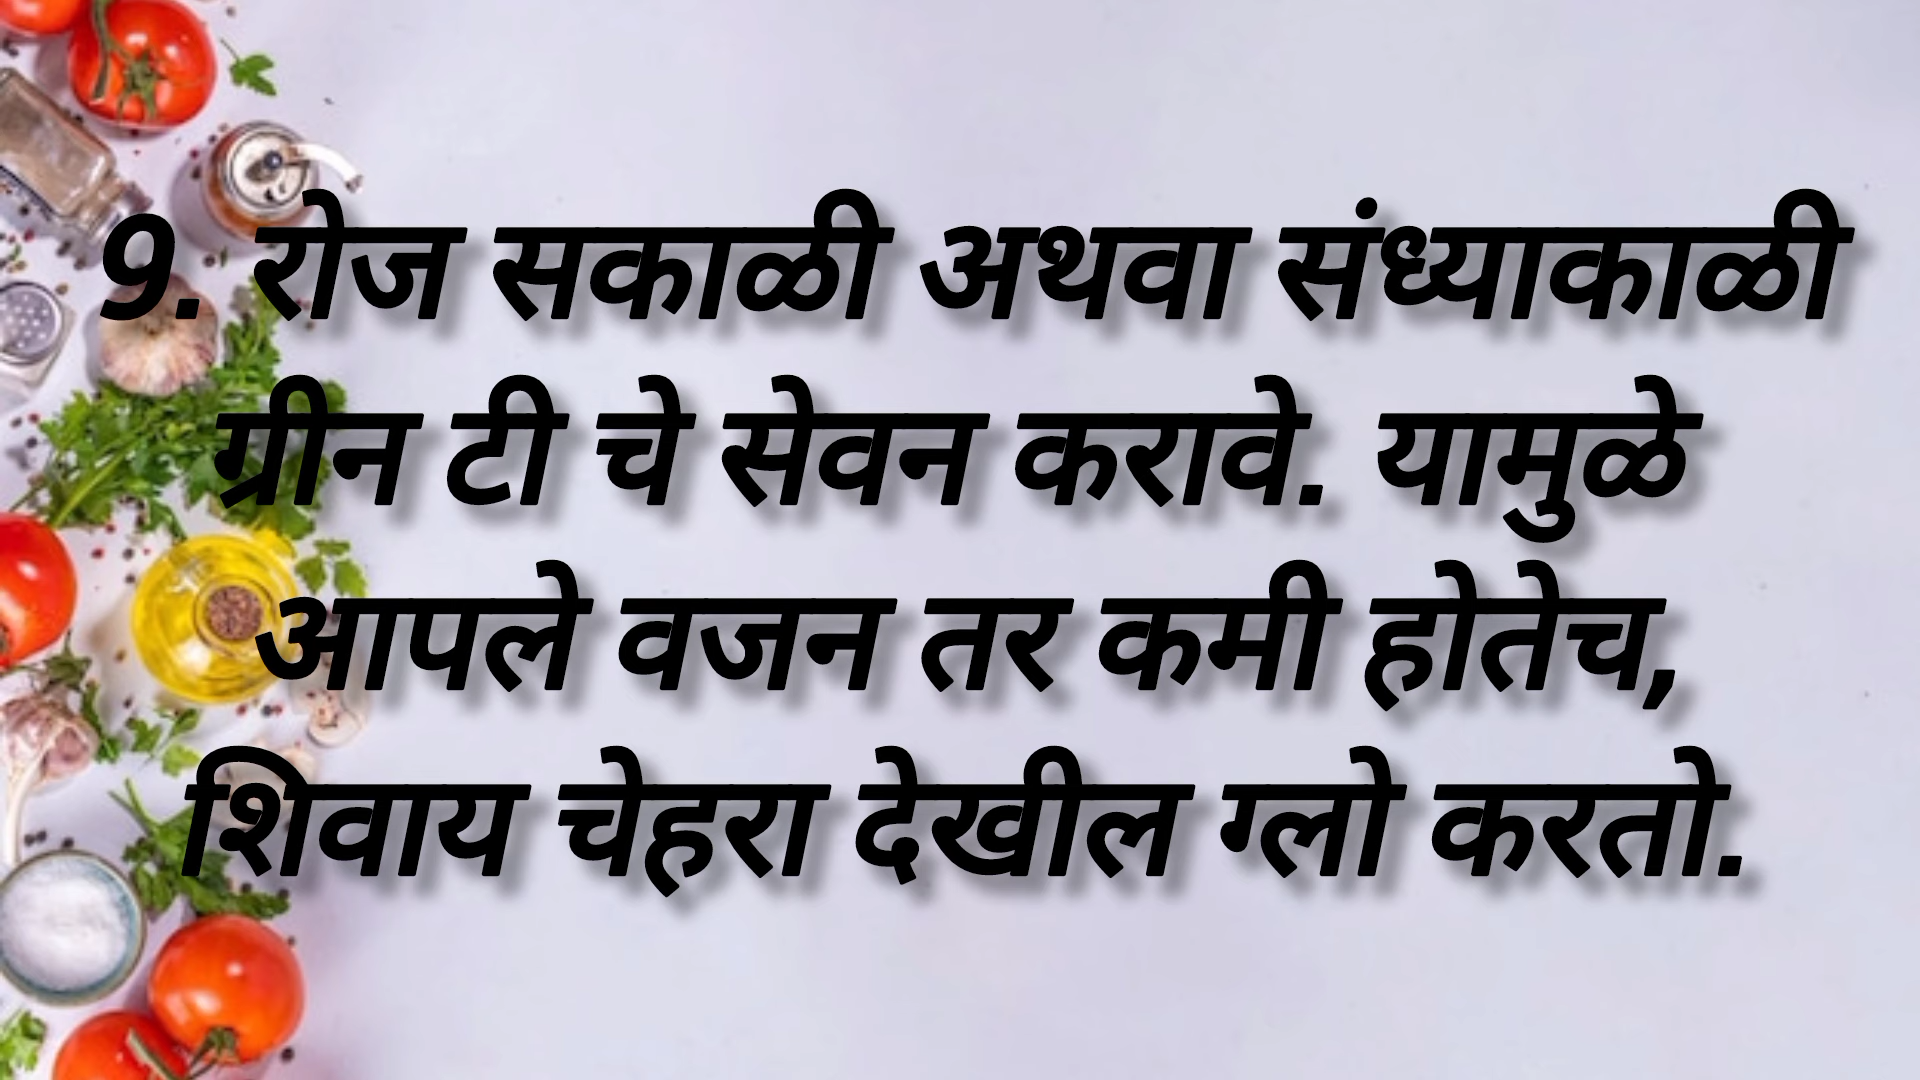 9. रोज सकाळी अथवा संध्याकाळी
ग्रीन टी चे सेवन करावे. यामुळे
आपले वजन तर कमी होतेच,
शिवाय चेहरा देखील ग्लो करतो.